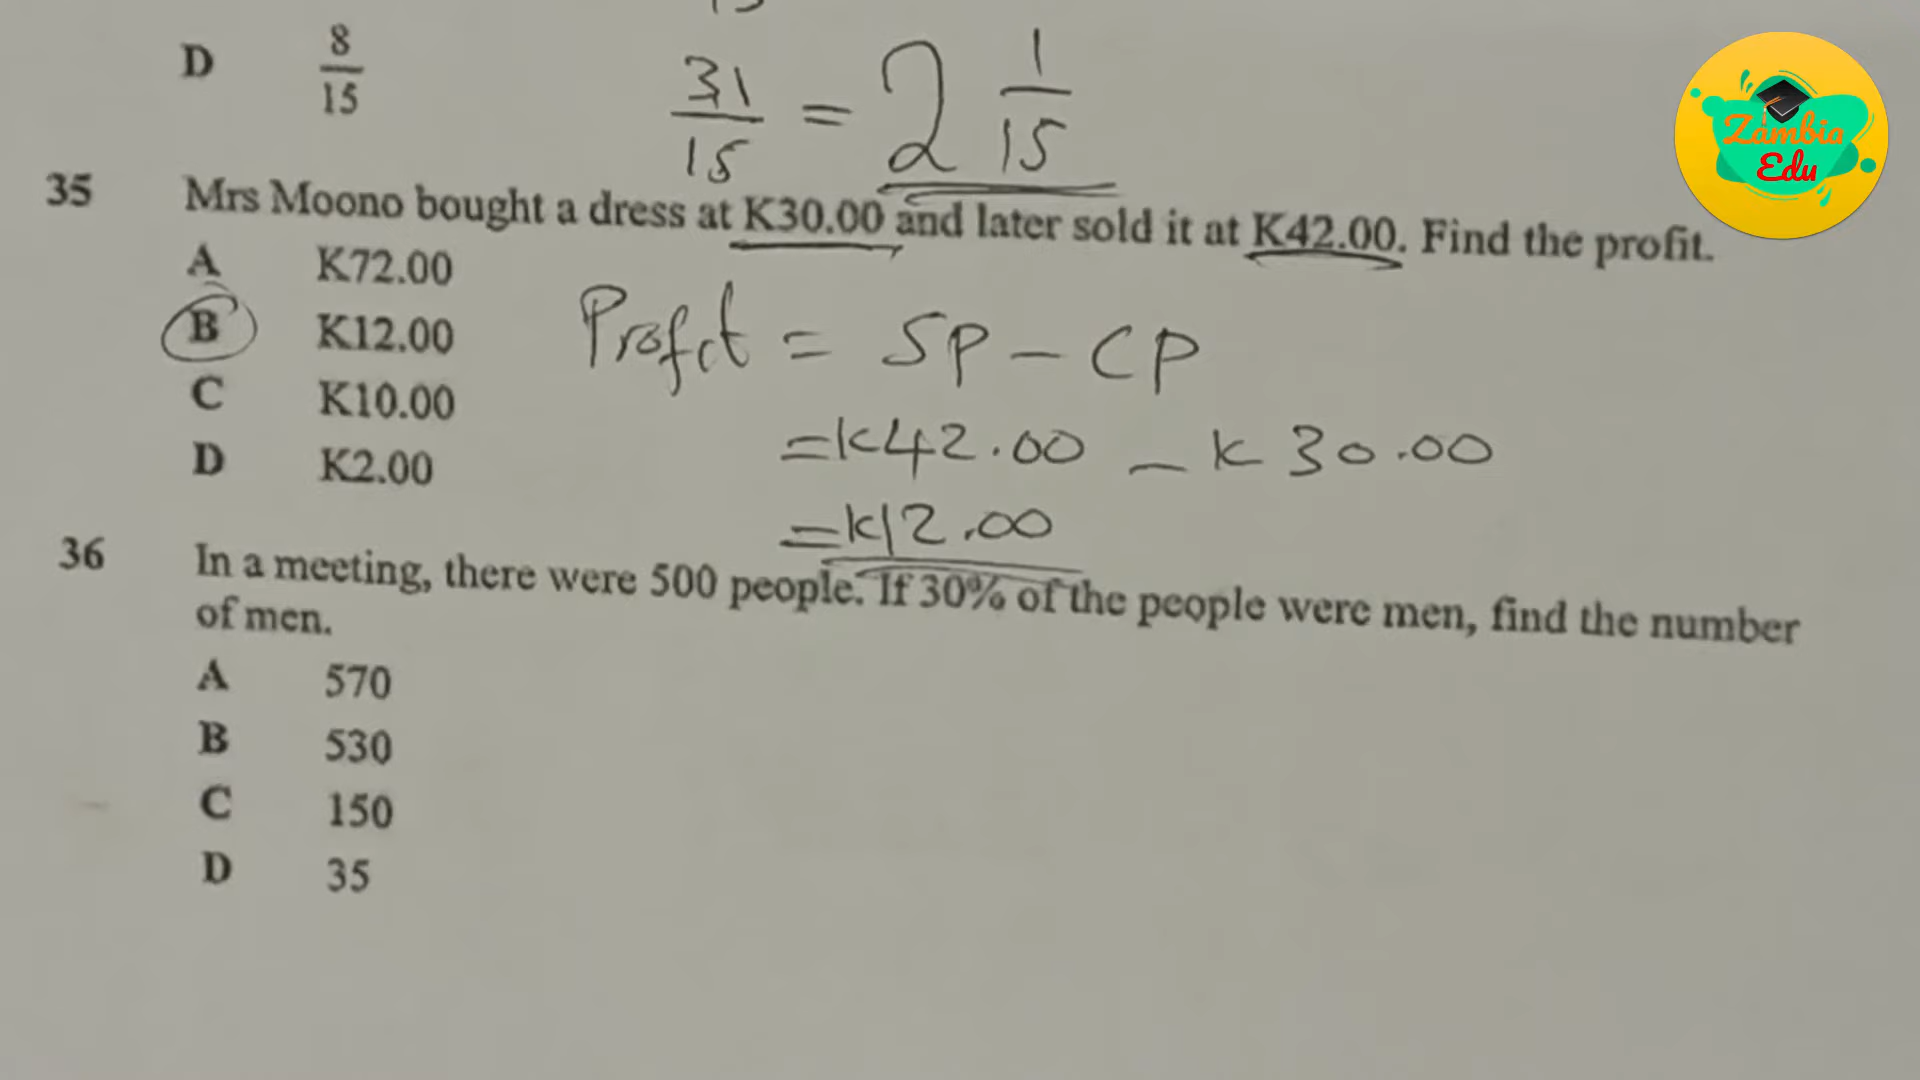 D 8/15
31/15 = 2 1/15
Zambia
Edu
35 Mrs Moono bought a dress at K30.00 and later sold it at K42.00. Find the profit.
A K72.00
B K12.00
C K10.00
D K2.00
Profit = SP - CP
= K42.00 - K30.00
= K12.00
36 In a meeting, there were 500 people. If 30% of the people were men, find the number
of men.
A 570
B 530
C 150
D 35